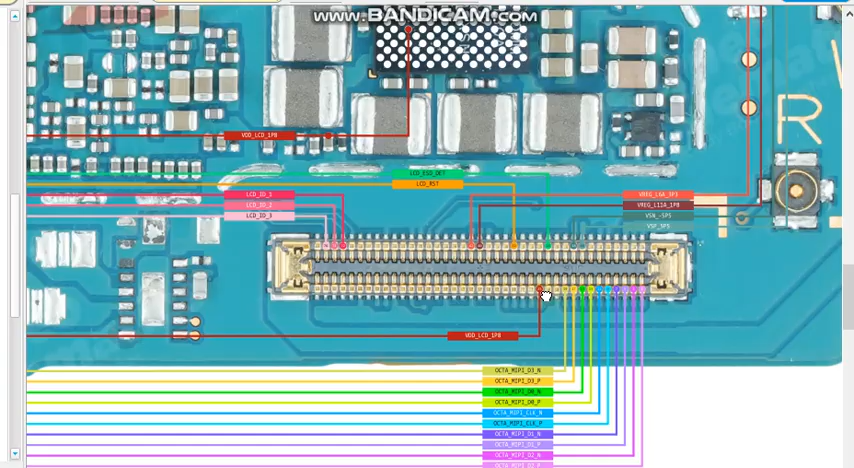 www.BANDICAM.com
VDD_LCD_1P8
LCD_ESD_DET
LCD_RST
LCD_ID_1
LCD_ID_2
LCD_ID_3
VREG_L6A_3P3
VREG_L11A_1P8
VSN_-5P5
VSP_5P5
R
VDD_LCD_1P8
OCTA_MIPI_D3_N
OCTA_MIPI_D3_P
OCTA_MIPI_D0_N
OCTA_MIPI_D0_P
OCTA_MIPI_CLK_N
OCTA_MIPI_CLK_P
OCTA_MIPI_D1_N
OCTA_MIPI_D1_P
OCTA_MIPI_D2_N
OCTA_MIPI_D2_P